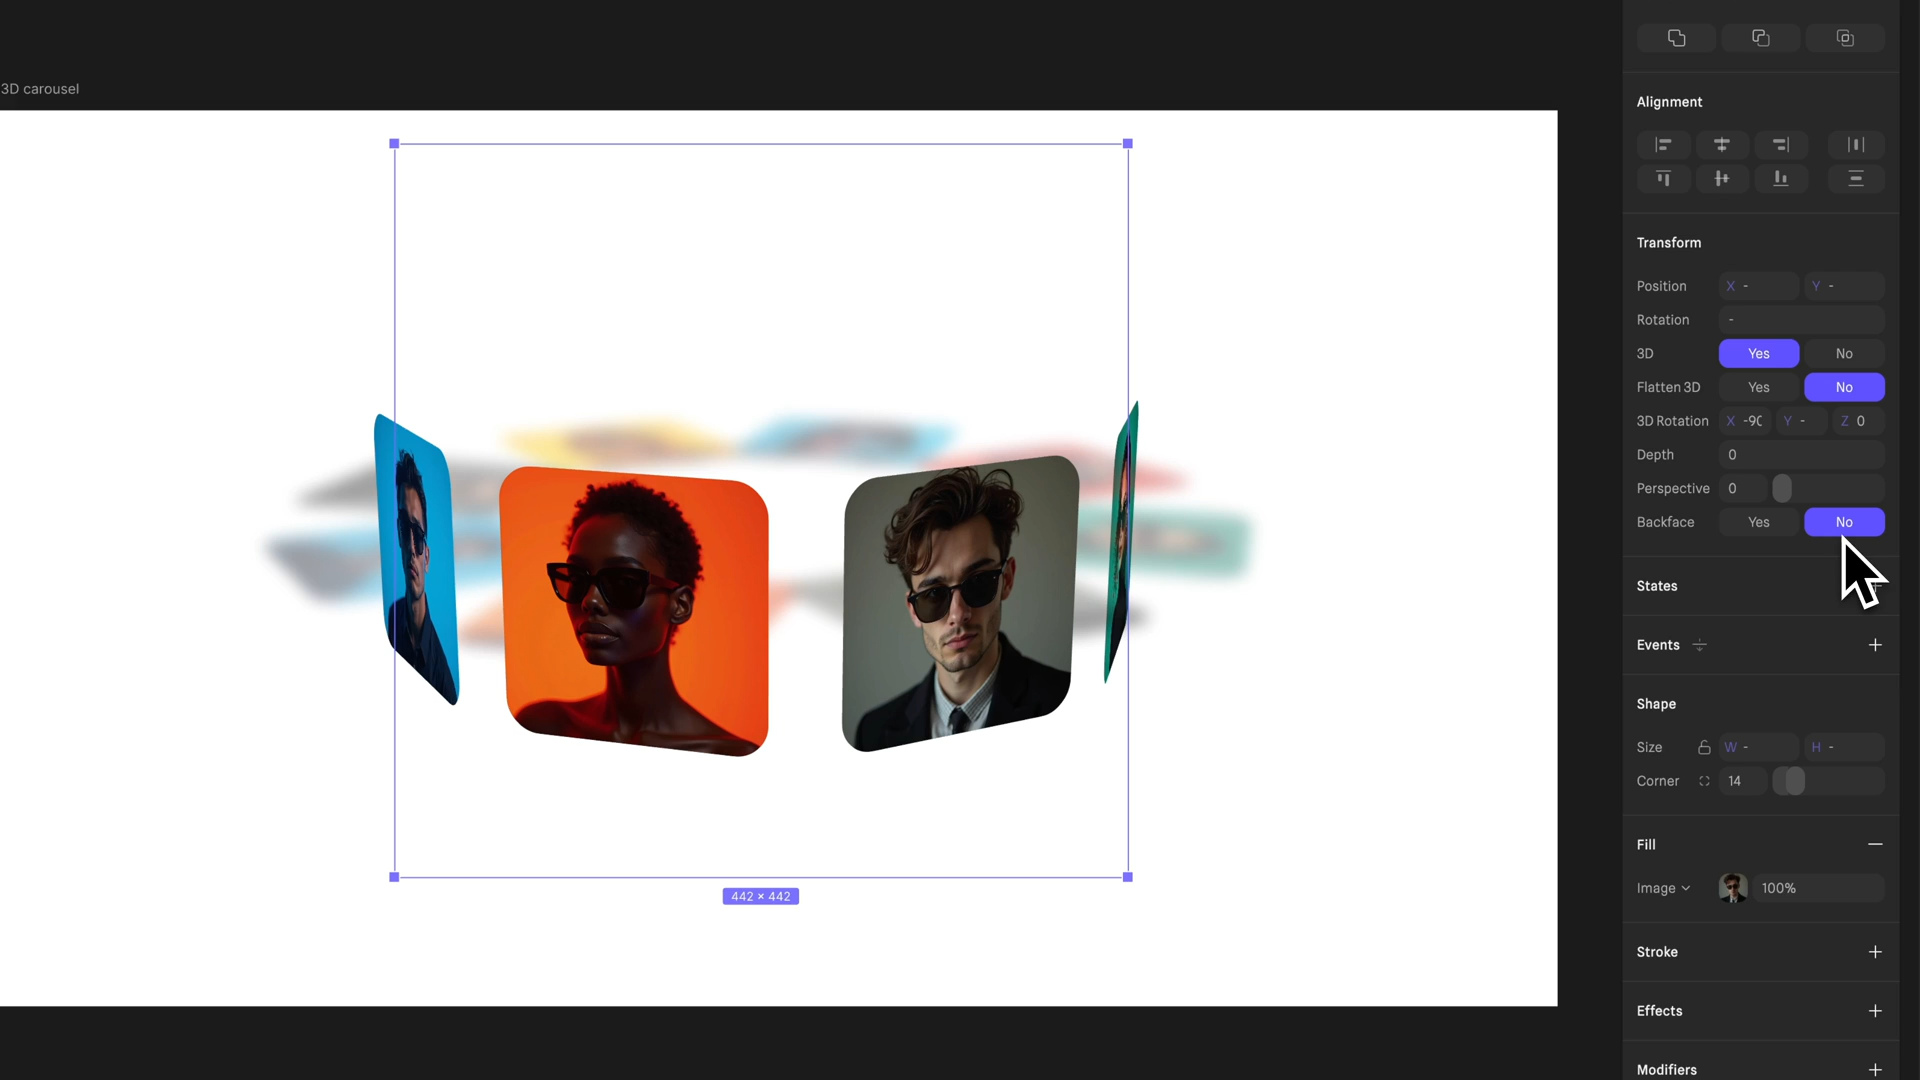 3D carousel
442 × 442
Alignment
Transform
Position X - Y -
Rotation -
3D Yes No
Flatten 3D Yes No
3D Rotation X -90 Y - Z 0
Depth 0
Perspective 0
Backface Yes No
States
Events
Shape
Size W - H -
Corner 14
Fill
Image 100%
Stroke
Effects
Modifiers